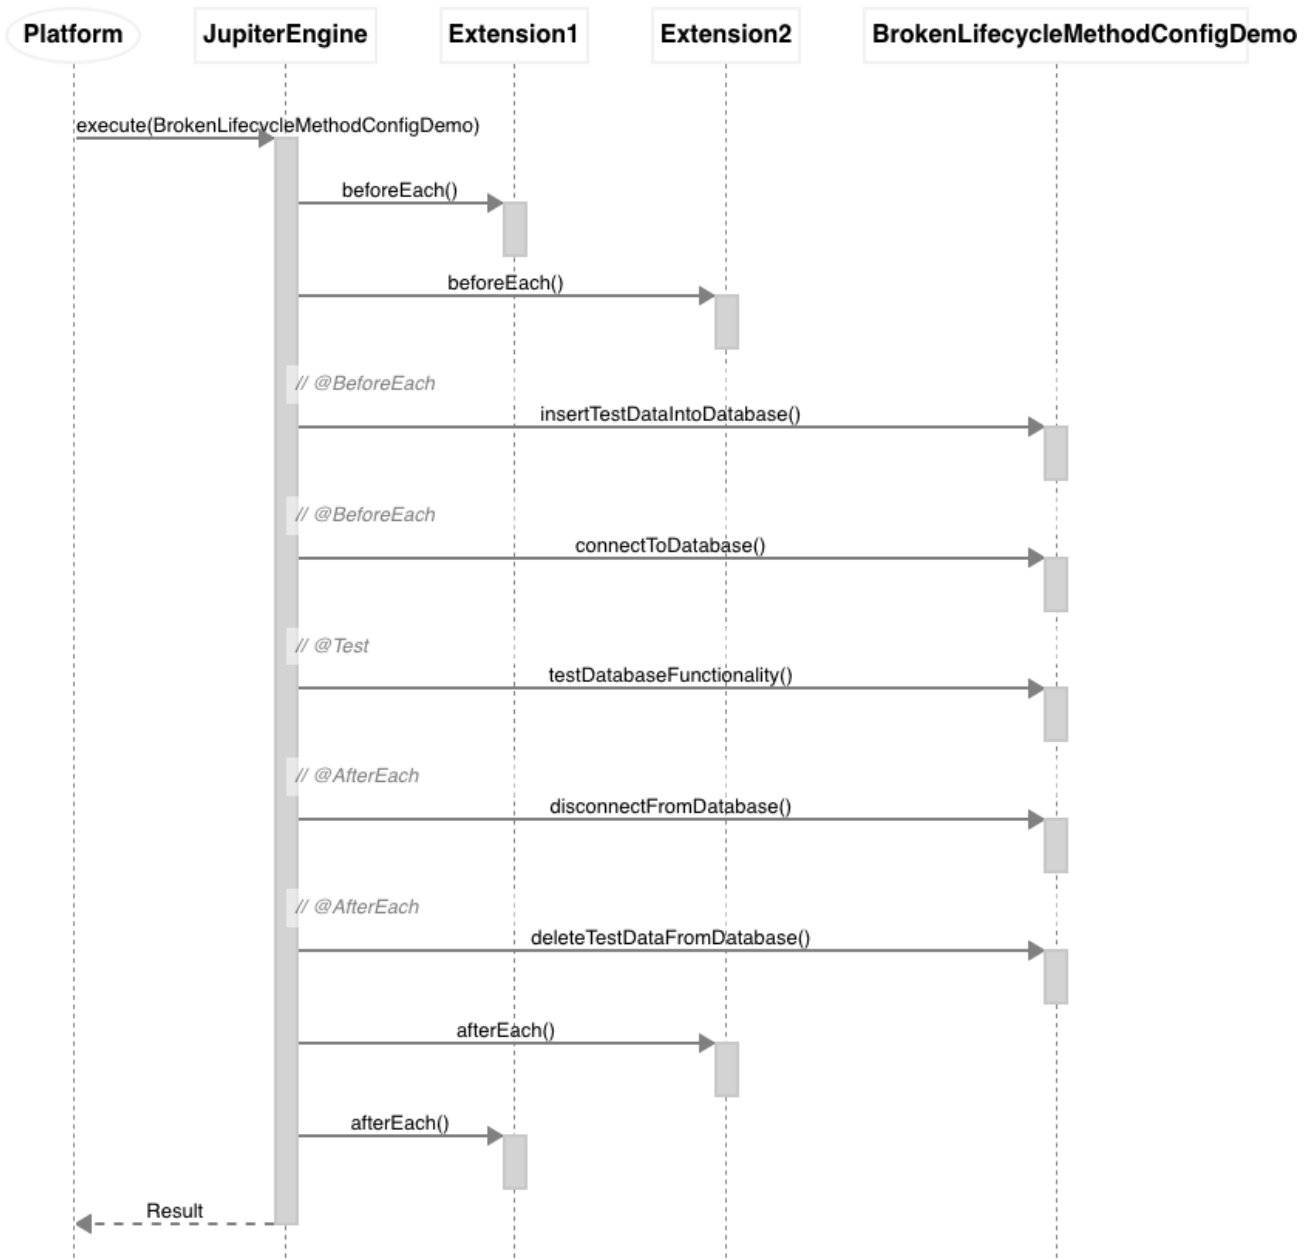 Platform JupiterEngine Extension1 Extension2 BrokenLifecycleMethodConfigDemo
execute(BrokenLifecycleMethodConfigDemo)
beforeEach()
beforeEach()
// @BeforeEach
insertTestDataIntoDatabase()
// @BeforeEach
connectToDatabase()
// @Test
testDatabaseFunctionality()
// @AfterEach
disconnectFromDatabase()
// @AfterEach
deleteTestDataFromDatabase()
afterEach()
afterEach()
Result